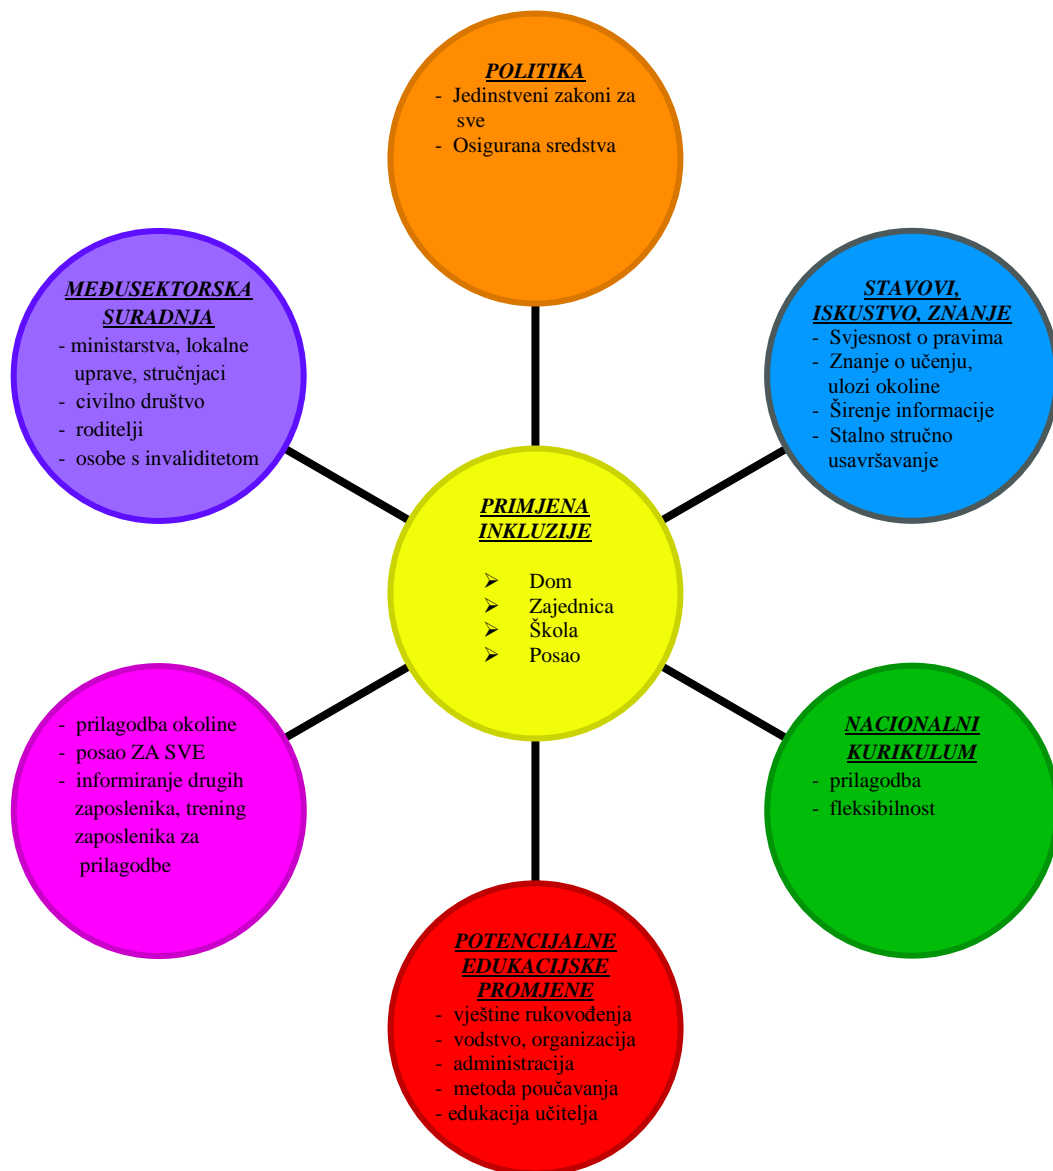 POLITIKA
- Jedinstveni zakoni za
sve
- Osigurana sredstva
MEĐUSEKTORSKA
SURADNJA
- ministarstva, lokalne
uprave, stručnjaci
- civilno društvo
- roditelji
- osobe s invaliditetom
STAVOVI,
ISKUSTVO, ZNANJE
- Svjesnost o pravima
- Znanje o učenju,
ulozi okoline
- Širenje informacije
- Stalno stručno
usavršavanje
PRIMJENA
INKLUZIJE
➢ Dom
➢ Zajednica
➢ Škola
➢ Posao
- prilagodba okoline
- posao ZA SVE
- informiranje drugih
zaposlenika, trening
zaposlenika za
prilagodbe
NACIONALNI
KURIKULUM
- prilagodba
- fleksibilnost
POTENCIJALNE
EDUKACIJSKE
PROMJENE
- vještine rukovođenja
- vodstvo, organizacija
- administracija
- metoda poučavanja
- edukacija učitelja